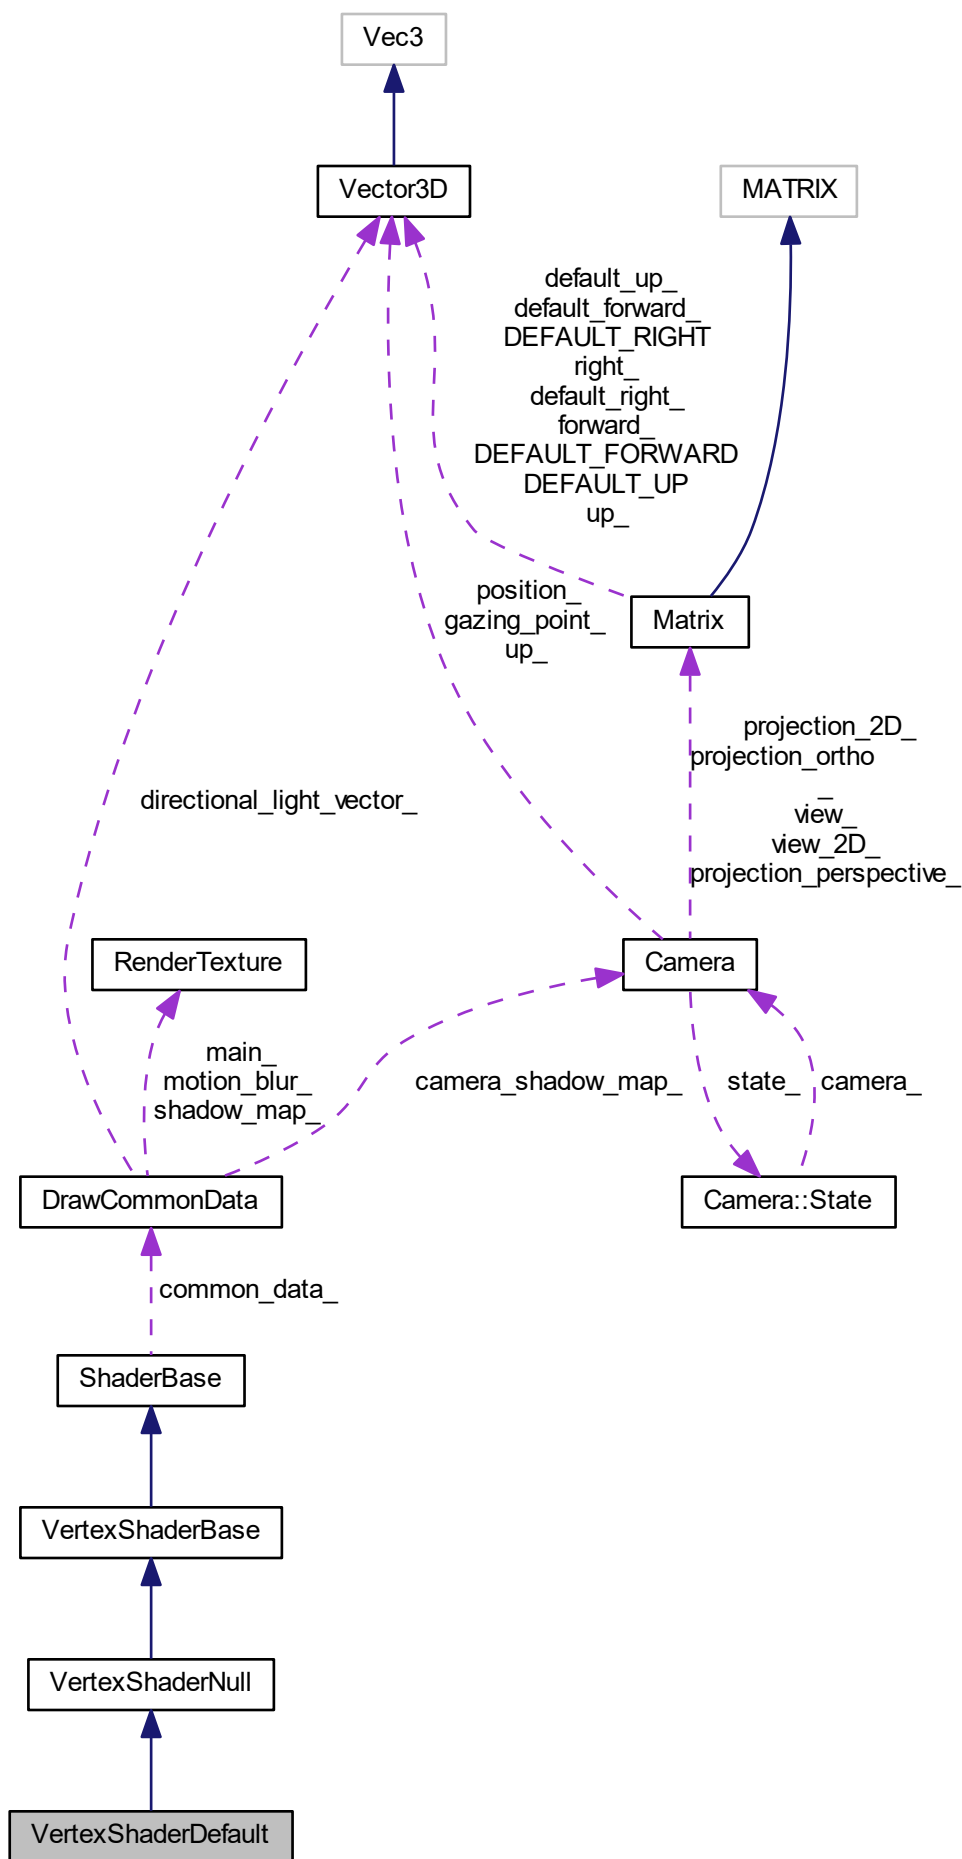 Vec3
Vector3D
MATRIX
default_up_
default_forward_
DEFAULT_RIGHT
right_
default_right_
forward_
DEFAULT_FORWARD
DEFAULT_UP
up_
position_
gazing_point_
up_
Matrix
projection_2D_
projection_ortho
_
view_
view_2D_
projection_perspective_
directional_light_vector_
RenderTexture
Camera
main_
motion_blur_
shadow_map_
camera_shadow_map_
state_
camera_
DrawCommonData
Camera::State
common_data_
ShaderBase
VertexShaderBase
VertexShaderNull
VertexShaderDefault